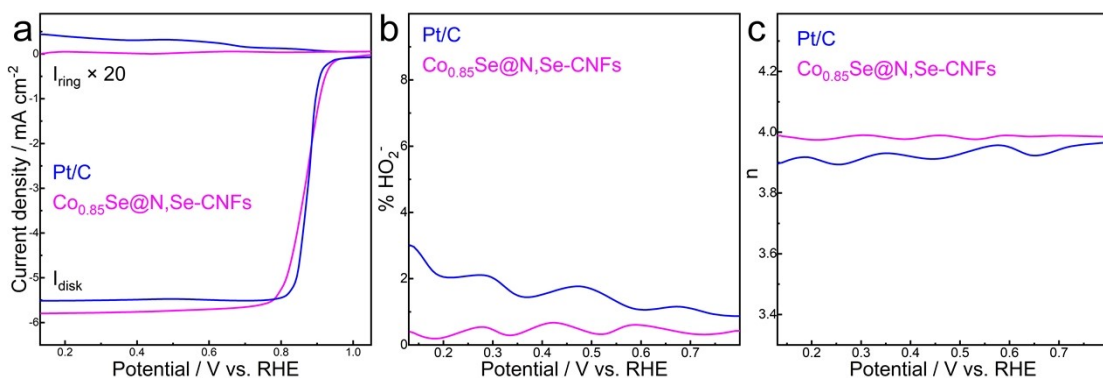 a
Current density / mA cm⁻²
0
-1
-2
-3
-4
-5
-6
I_ring × 20
Pt/C
Co₀.₈₅Se@N,Se-CNFs
I_disk
0.2
0.4
0.6
0.8
1.0
Potential / V vs. RHE
b
% HO₂⁻
8
6
4
2
0
Pt/C
Co₀.₈₅Se@N,Se-CNFs
0.2
0.3
0.4
0.5
0.6
0.7
Potential / V vs. RHE
c
n
4.2
4.0
3.8
3.6
3.4
Pt/C
Co₀.₈₅Se@N,Se-CNFs
0.2
0.3
0.4
0.5
0.6
0.7
Potential / V vs. RHE